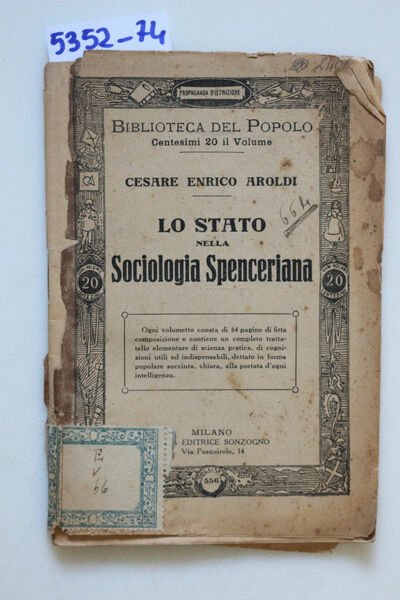 5352-74
PROPAGANDA D'ISTRUZIONE
BIBLIOTECA DEL POPOLO
Centesimi 20 il Volume
CESARE ENRICO AROLDI
664
LO STATO
NELLA
Sociologia Spenceriana
20
20
Ogni volumetto consta di 64 pagine di fitta
composizione e contiene un completo tratta-
tello elementare di scienza pratica, di cogni-
zioni utili ed indispensabili, dettato in forma
popolare succinta, chiara, alla portata d'ogni
intelligenza.
MILANO
EDITRICE SONZOGNO
Via Pasquirolo, 14
E
V
66
556